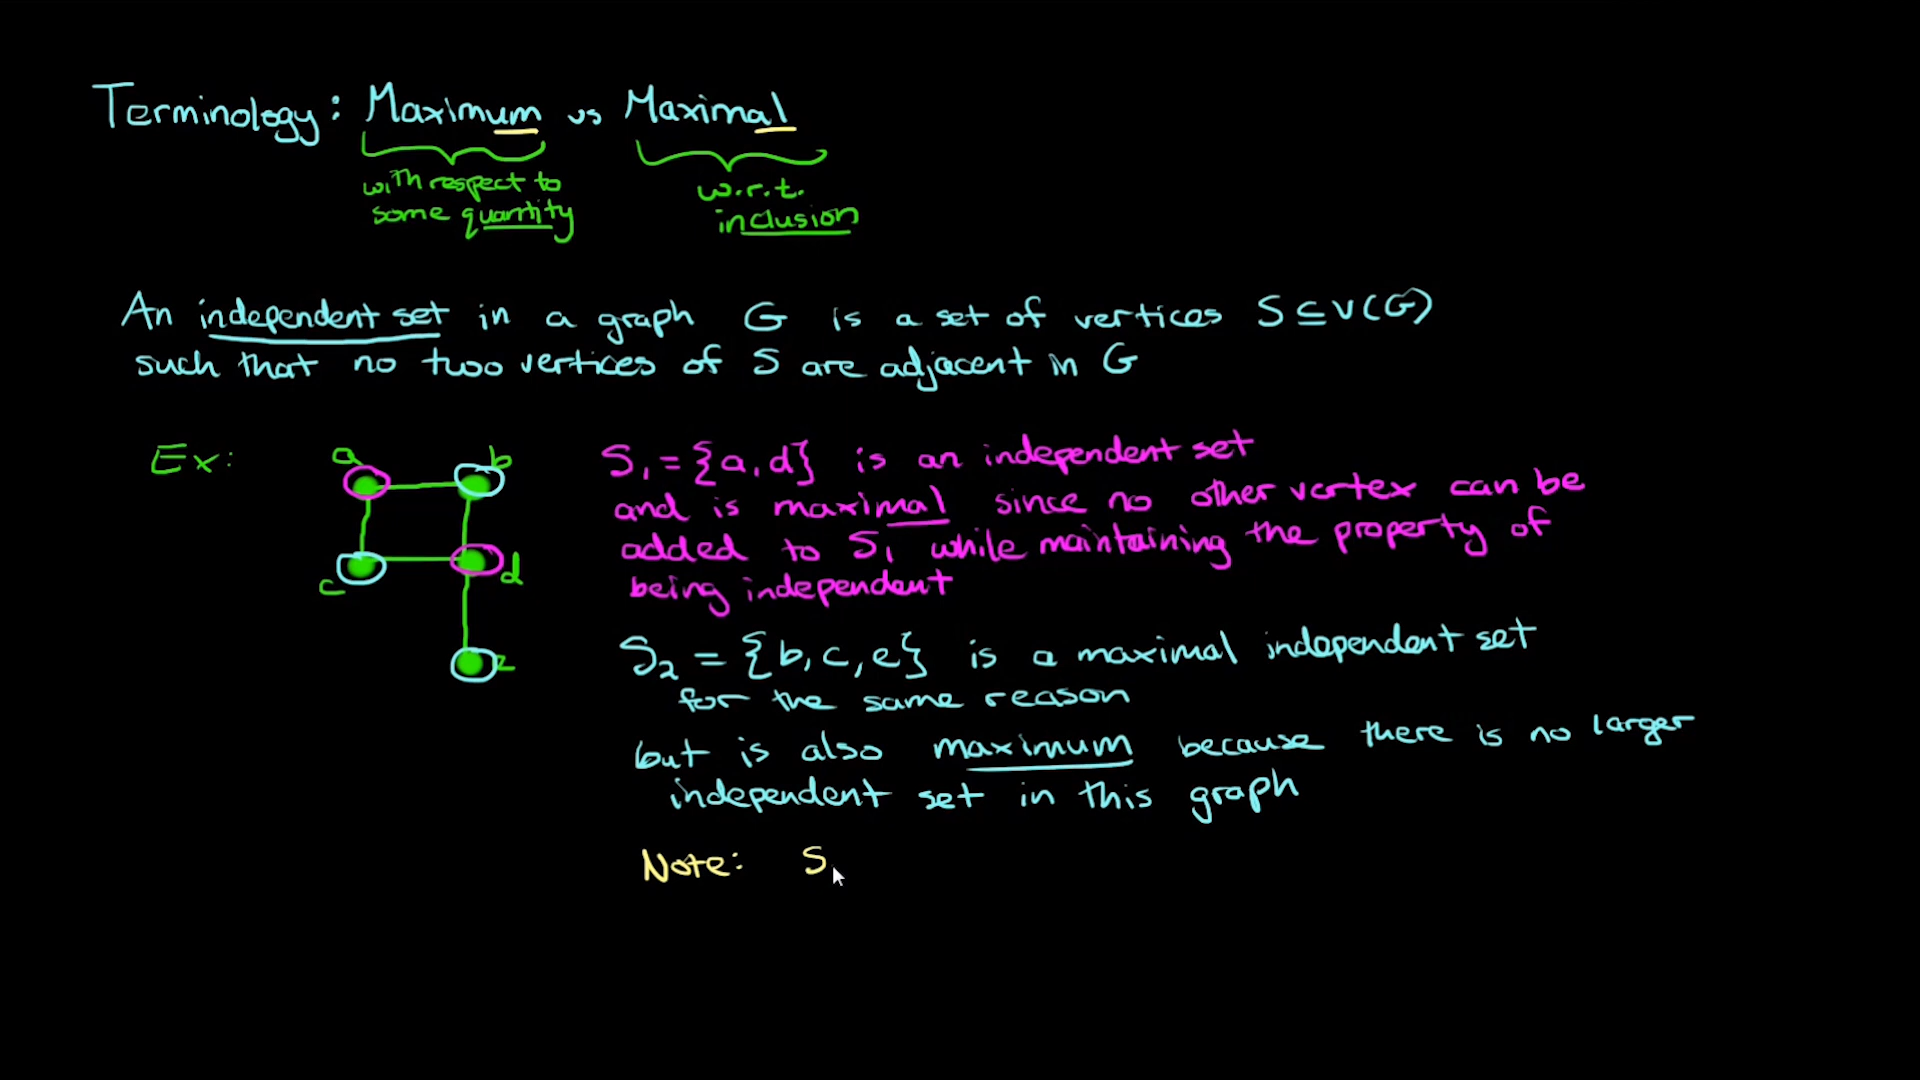 Terminology: Maximum vs Maximal
with respect to
some quantity
w.r.t.
inclusion
An independent set in a graph G is a set of vertices S ⊆ V(G)
such that no two vertices of S are adjacent in G
Ex:
a
b
c
d
e
S₁ = {a, d} is an independent set
and is maximal since no other vertex can be
added to S₁ while maintaining the property of
being independent
S₂ = {b, c, e} is a maximal independent set
for the same reason
but is also maximum because there is no larger
independent set in this graph
Note: S